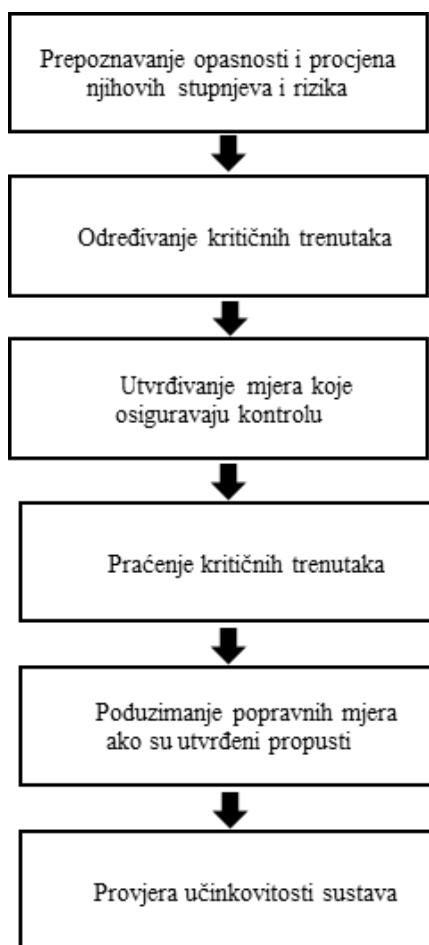 Prepoznavanje opasnosti i procjena
njihovih stupnjeva i rizika
Određivanje kritičnih trenutaka
Utvrđivanje mjera koje
osiguravaju kontrolu
Praćenje kritičnih trenutaka
Poduzimanje popravnih mjera
ako su utvrđeni propusti
Provjera učinkovitosti sustava